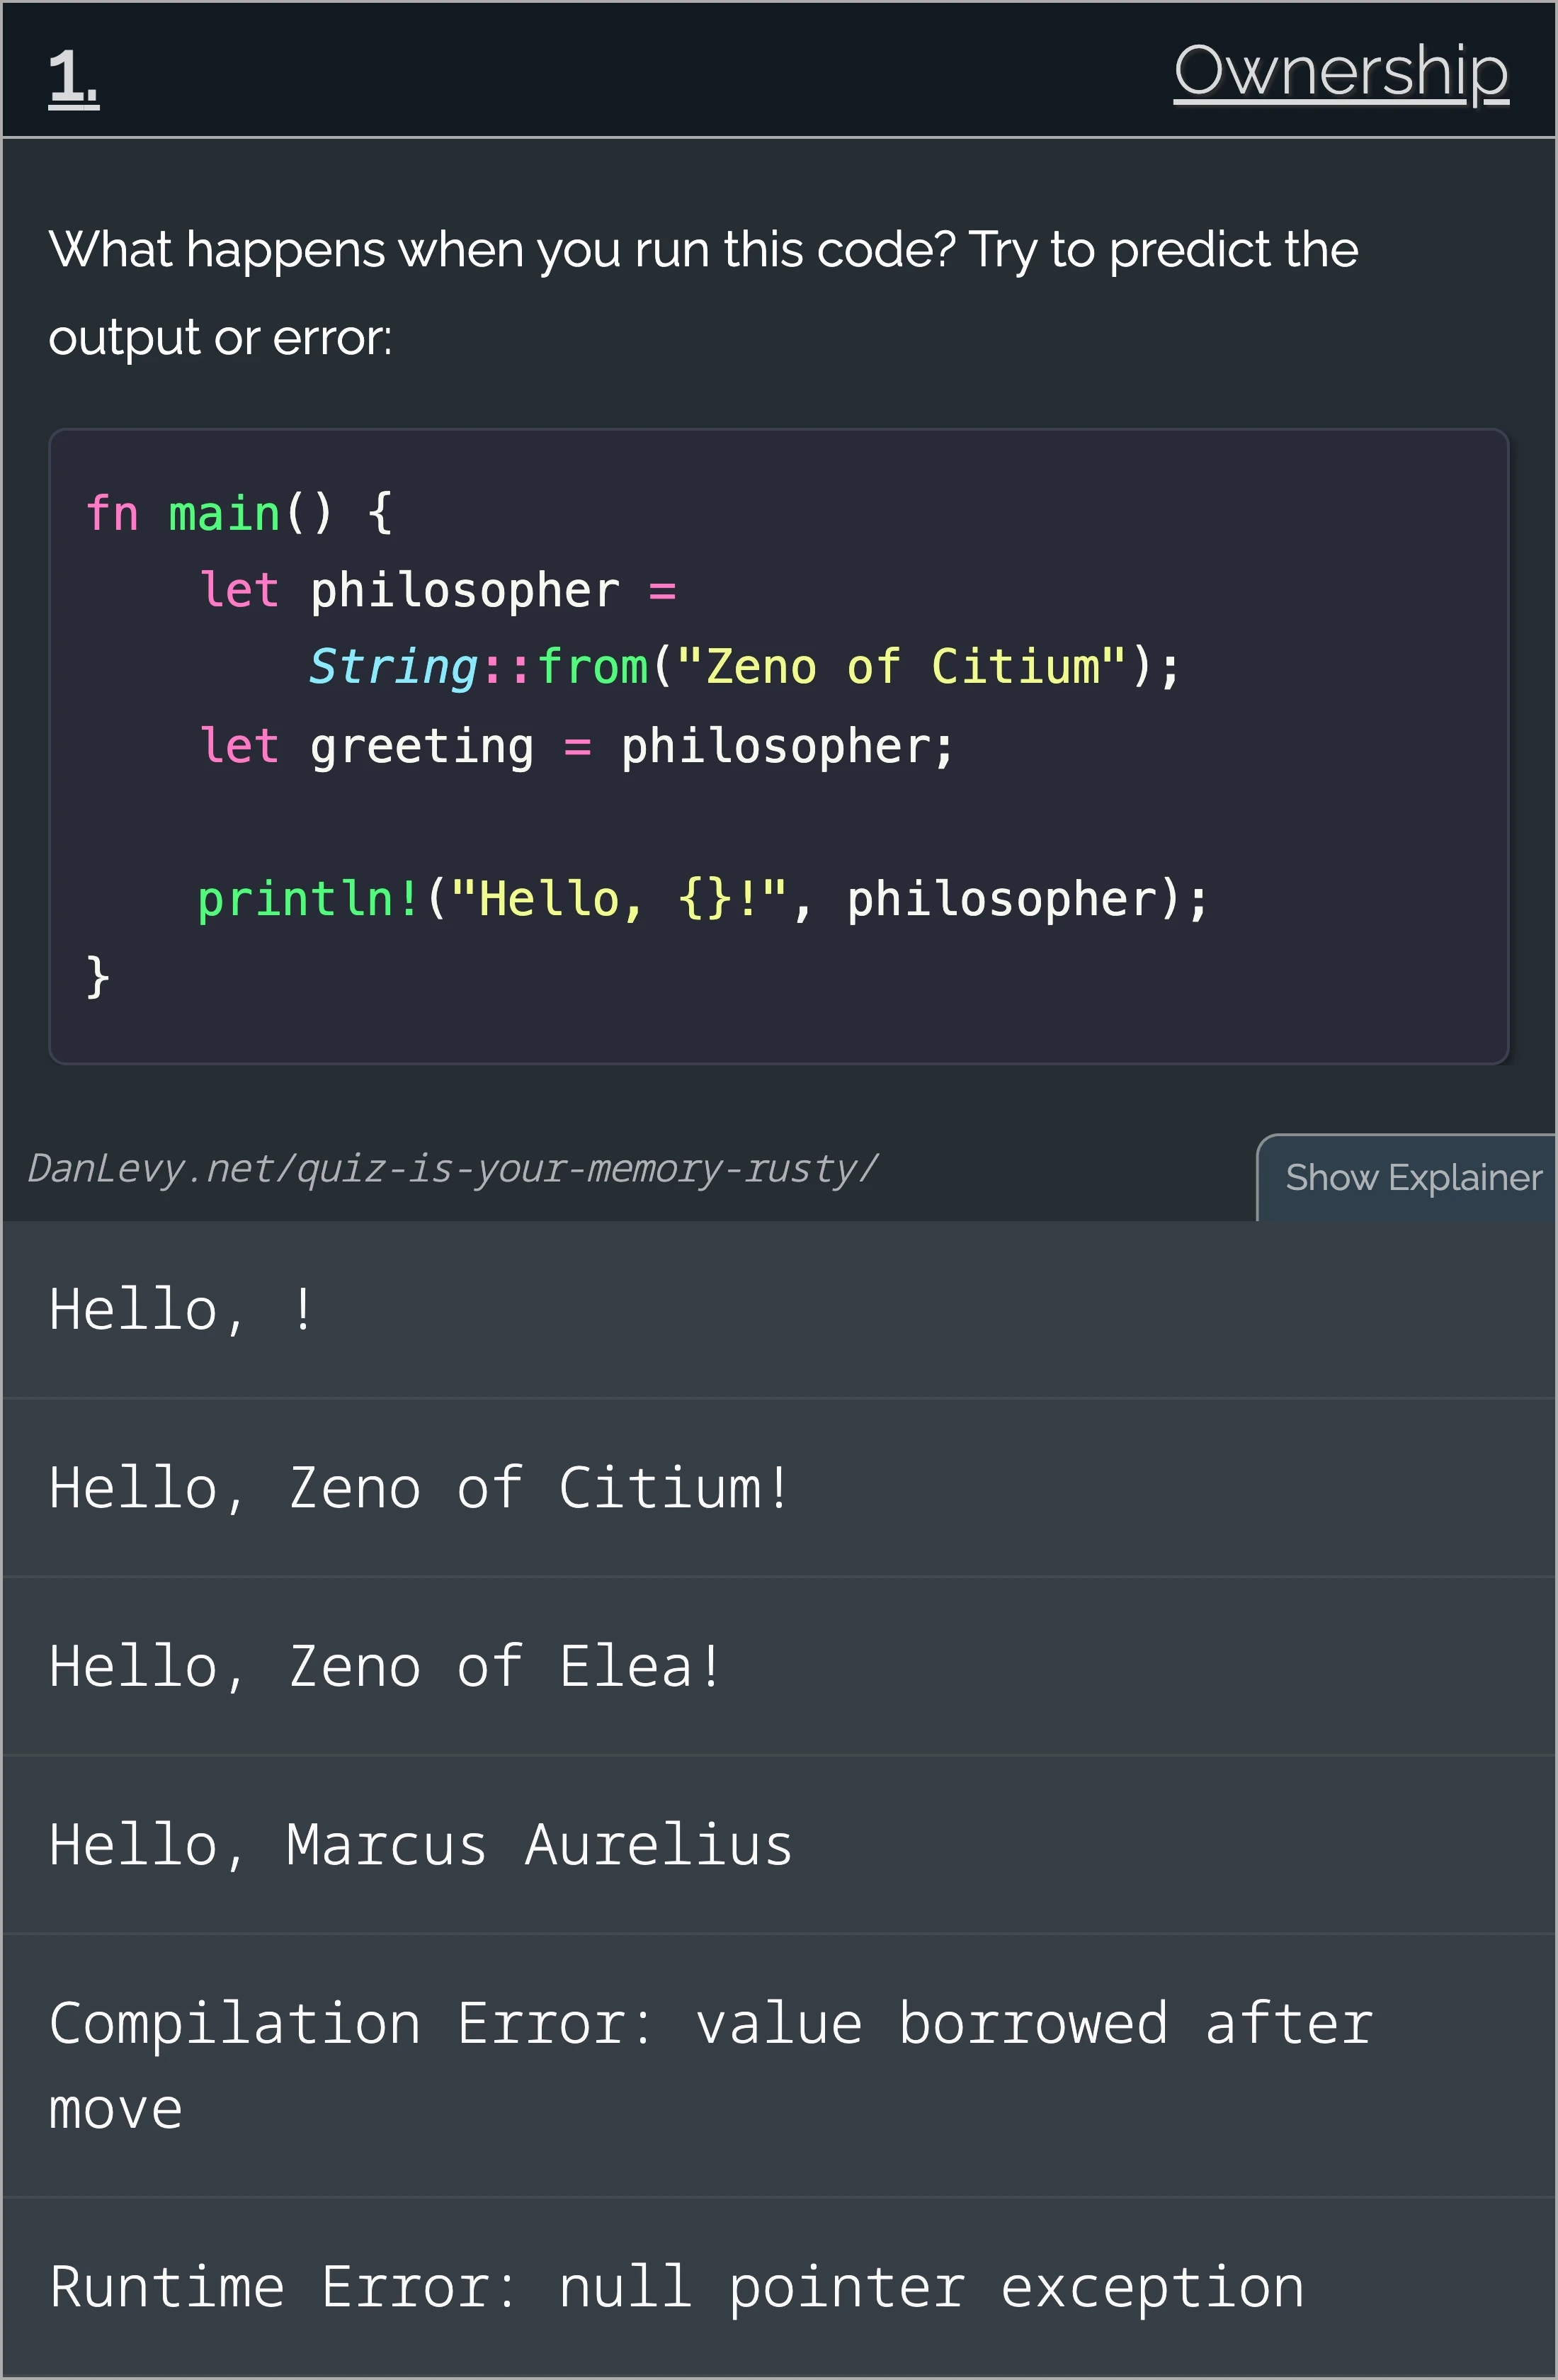 1.
Ownership
What happens when you run this code? Try to predict the
output or error:
fn main() {
    let philosopher =
        String::from("Zeno of Citium");
    let greeting = philosopher;

    println!("Hello, {}!", philosopher);
}
DanLevy.net/quiz-is-your-memory-rusty/
Show Explainer
Hello, !
Hello, Zeno of Citium!
Hello, Zeno of Elea!
Hello, Marcus Aurelius
Compilation Error: value borrowed after
move
Runtime Error: null pointer exception